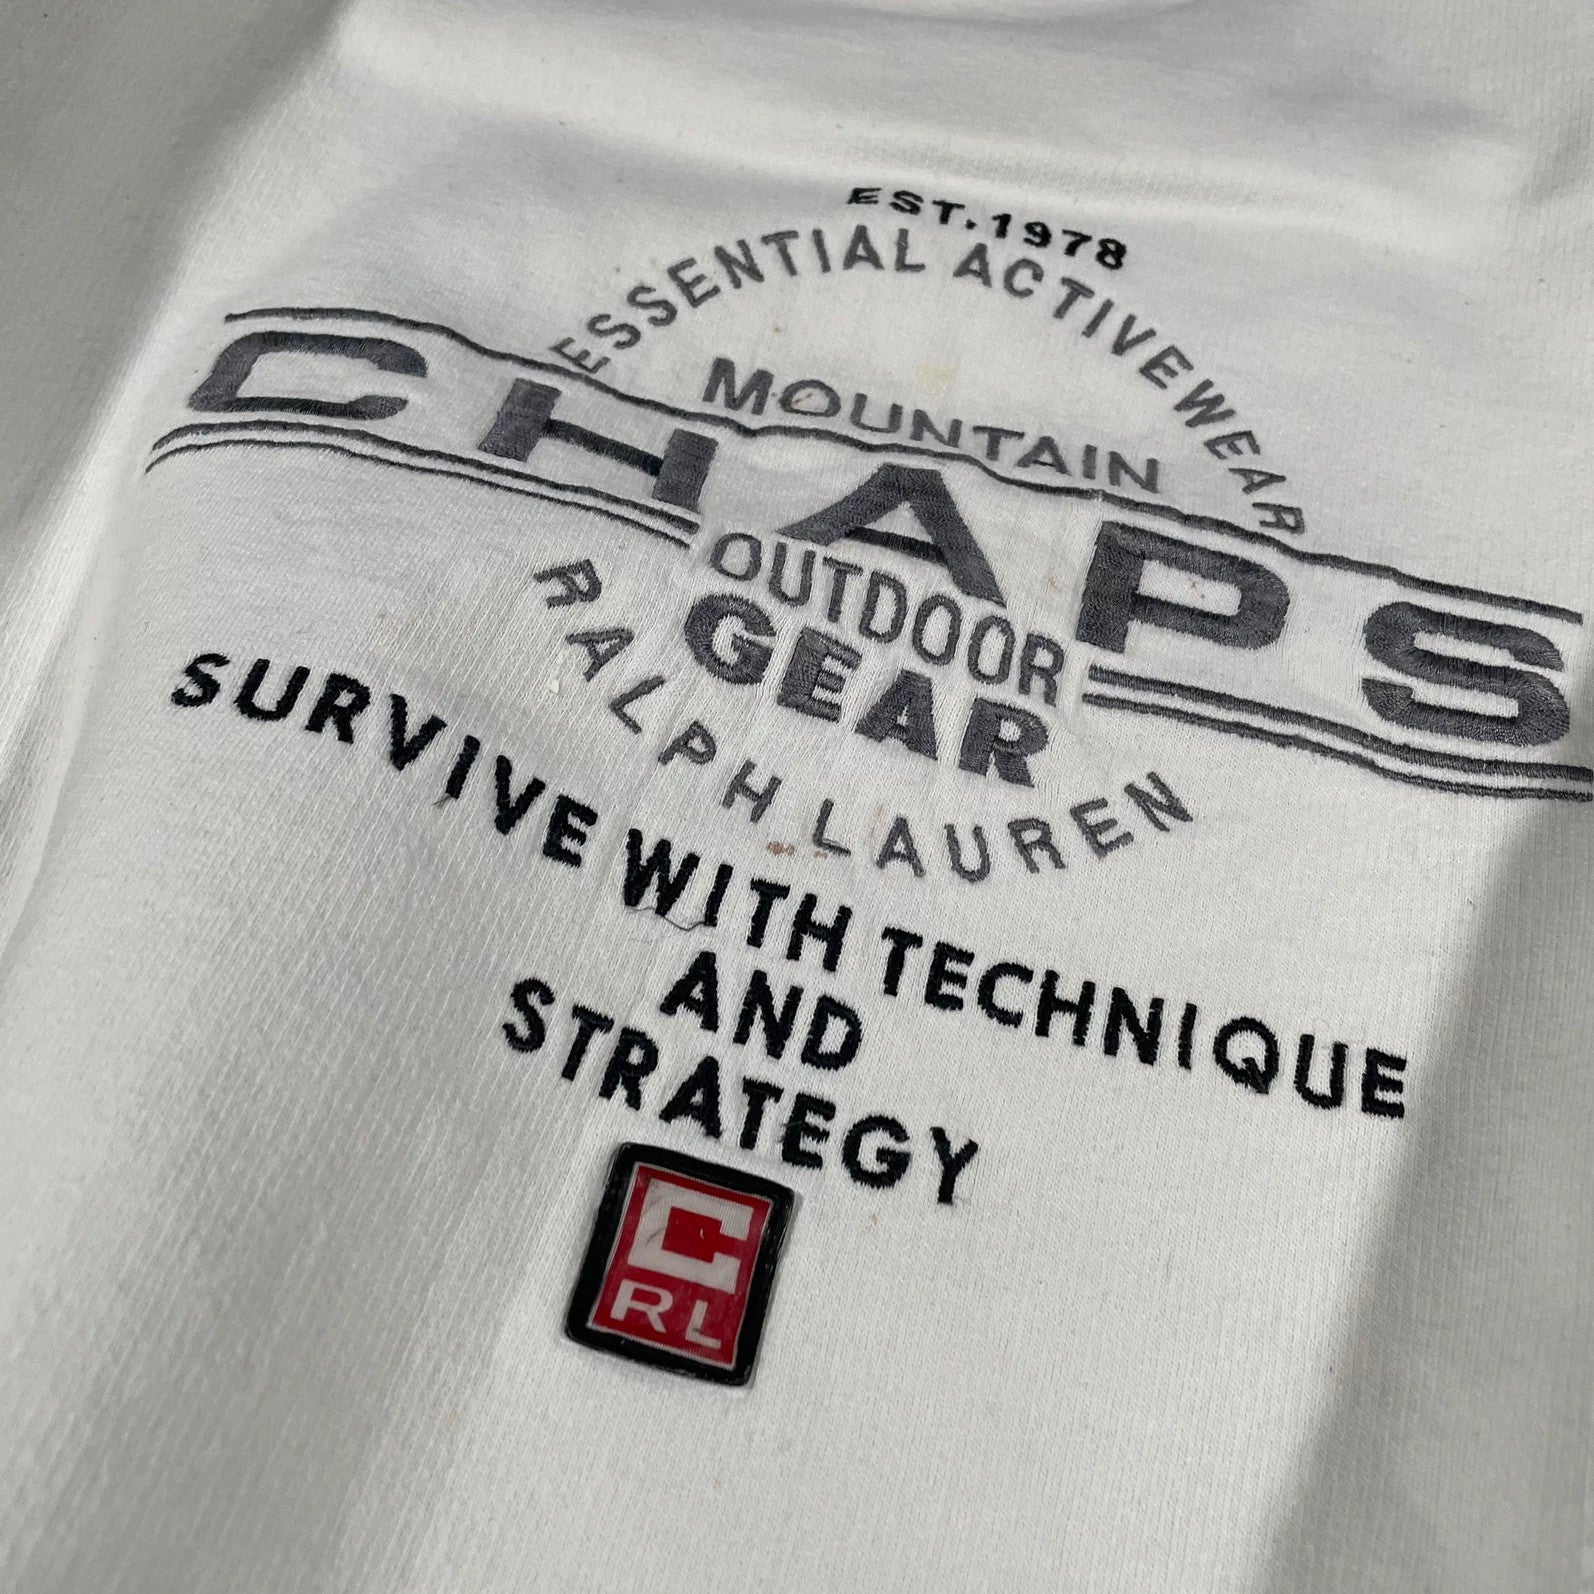 EST.1978
ESSENTIAL ACTIVEWEAR
MOUNTAIN
CHAPS
OUTDOOR
GEAR
RALPH LAUREN
SURVIVE WITH TECHNIQUE
AND
STRATEGY
C
RL